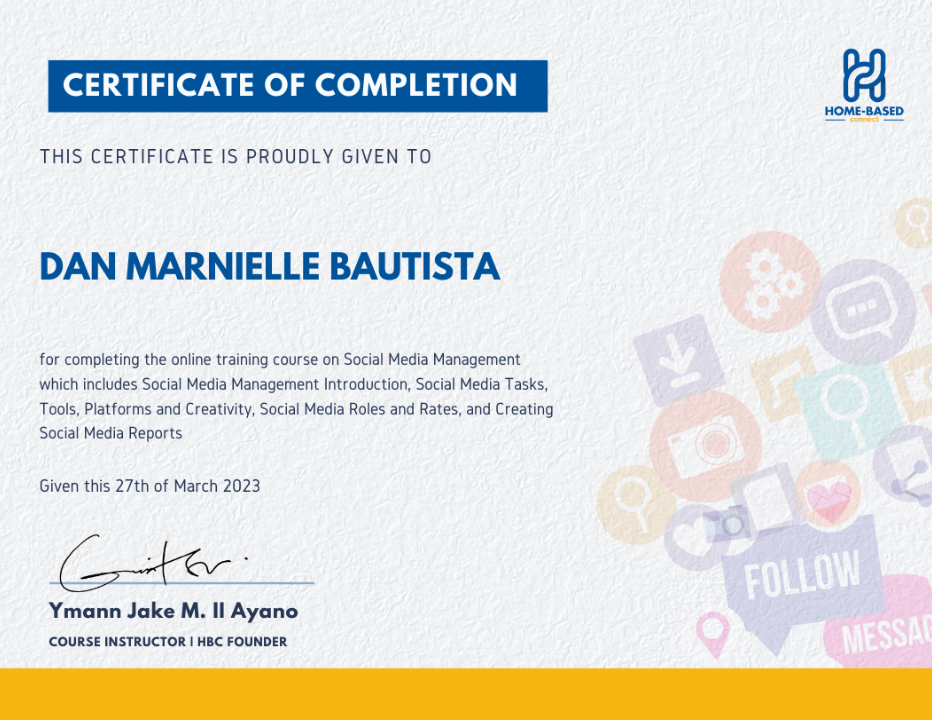 CERTIFICATE OF COMPLETION
HOME-BASED
connect
THIS CERTIFICATE IS PROUDLY GIVEN TO
DAN MARNIELLE BAUTISTA
for completing the online training course on Social Media Management
which includes Social Media Management Introduction, Social Media Tasks,
Tools, Platforms and Creativity, Social Media Roles and Rates, and Creating
Social Media Reports
Given this 27th of March 2023
Ymann Jake M. II Ayano
COURSE INSTRUCTOR | HBC FOUNDER
FOLLOW
MESSAG